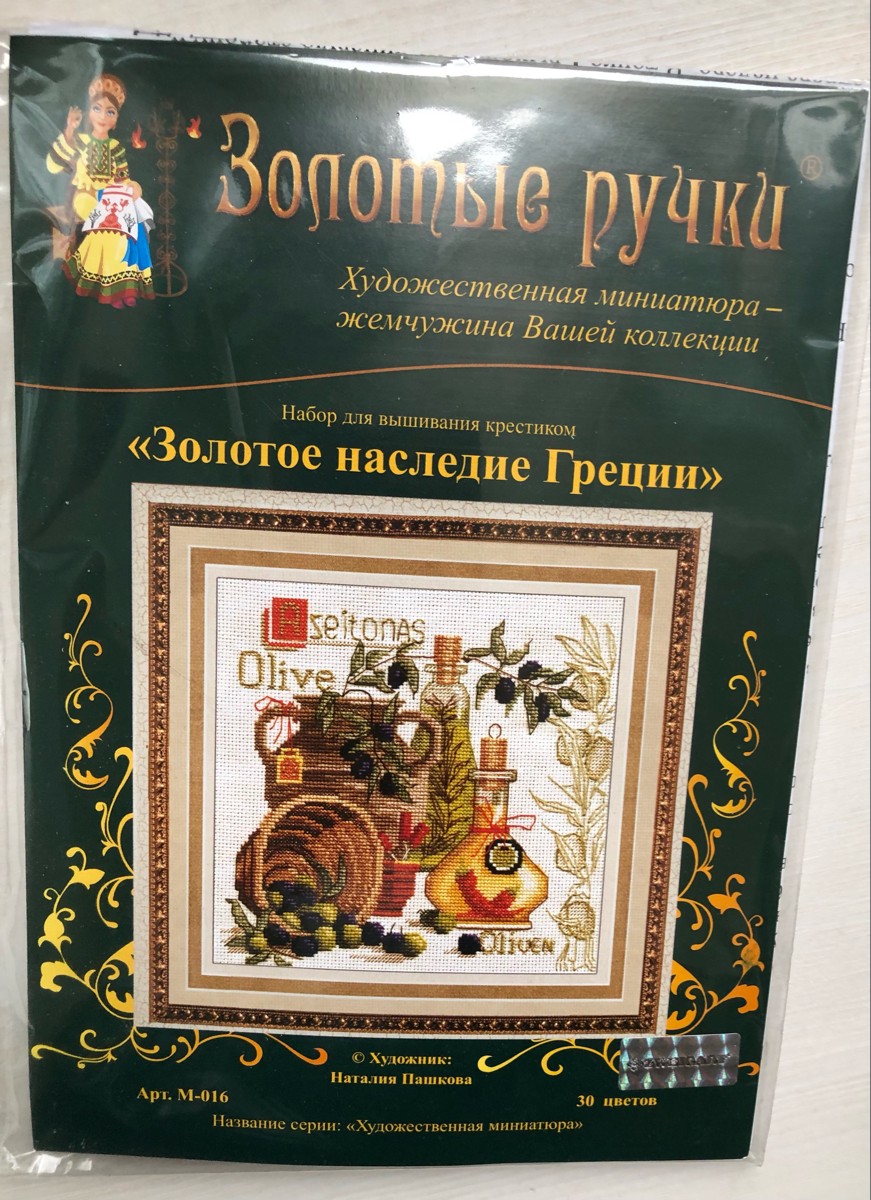 Золотые ручки ®
Художественная миниатюра –
жемчужина Вашей коллекции
Набор для вышивания крестиком
«Золотое наследие Греции»
Azeitonas
Olive
Oliven
© Художник:
Наталия Пашкова
Арт. М-016
30 цветов
Название серии: «Художественная миниатюра»